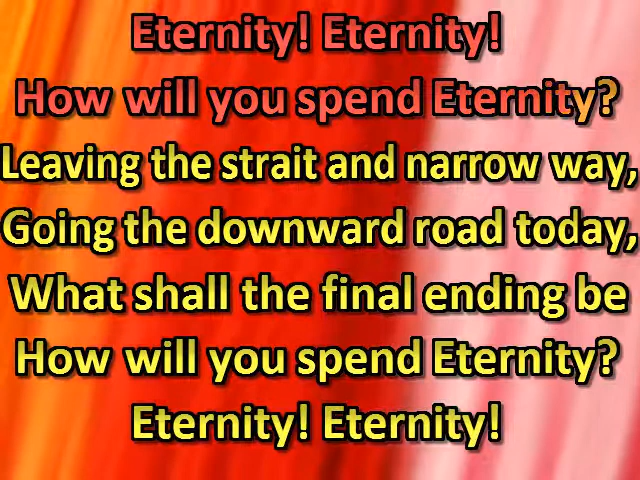 Eternity! Eternity!
How will you spend Eternity?
Leaving the strait and narrow way,
Going the downward road today,
What shall the final ending be
How will you spend Eternity?
Eternity! Eternity!